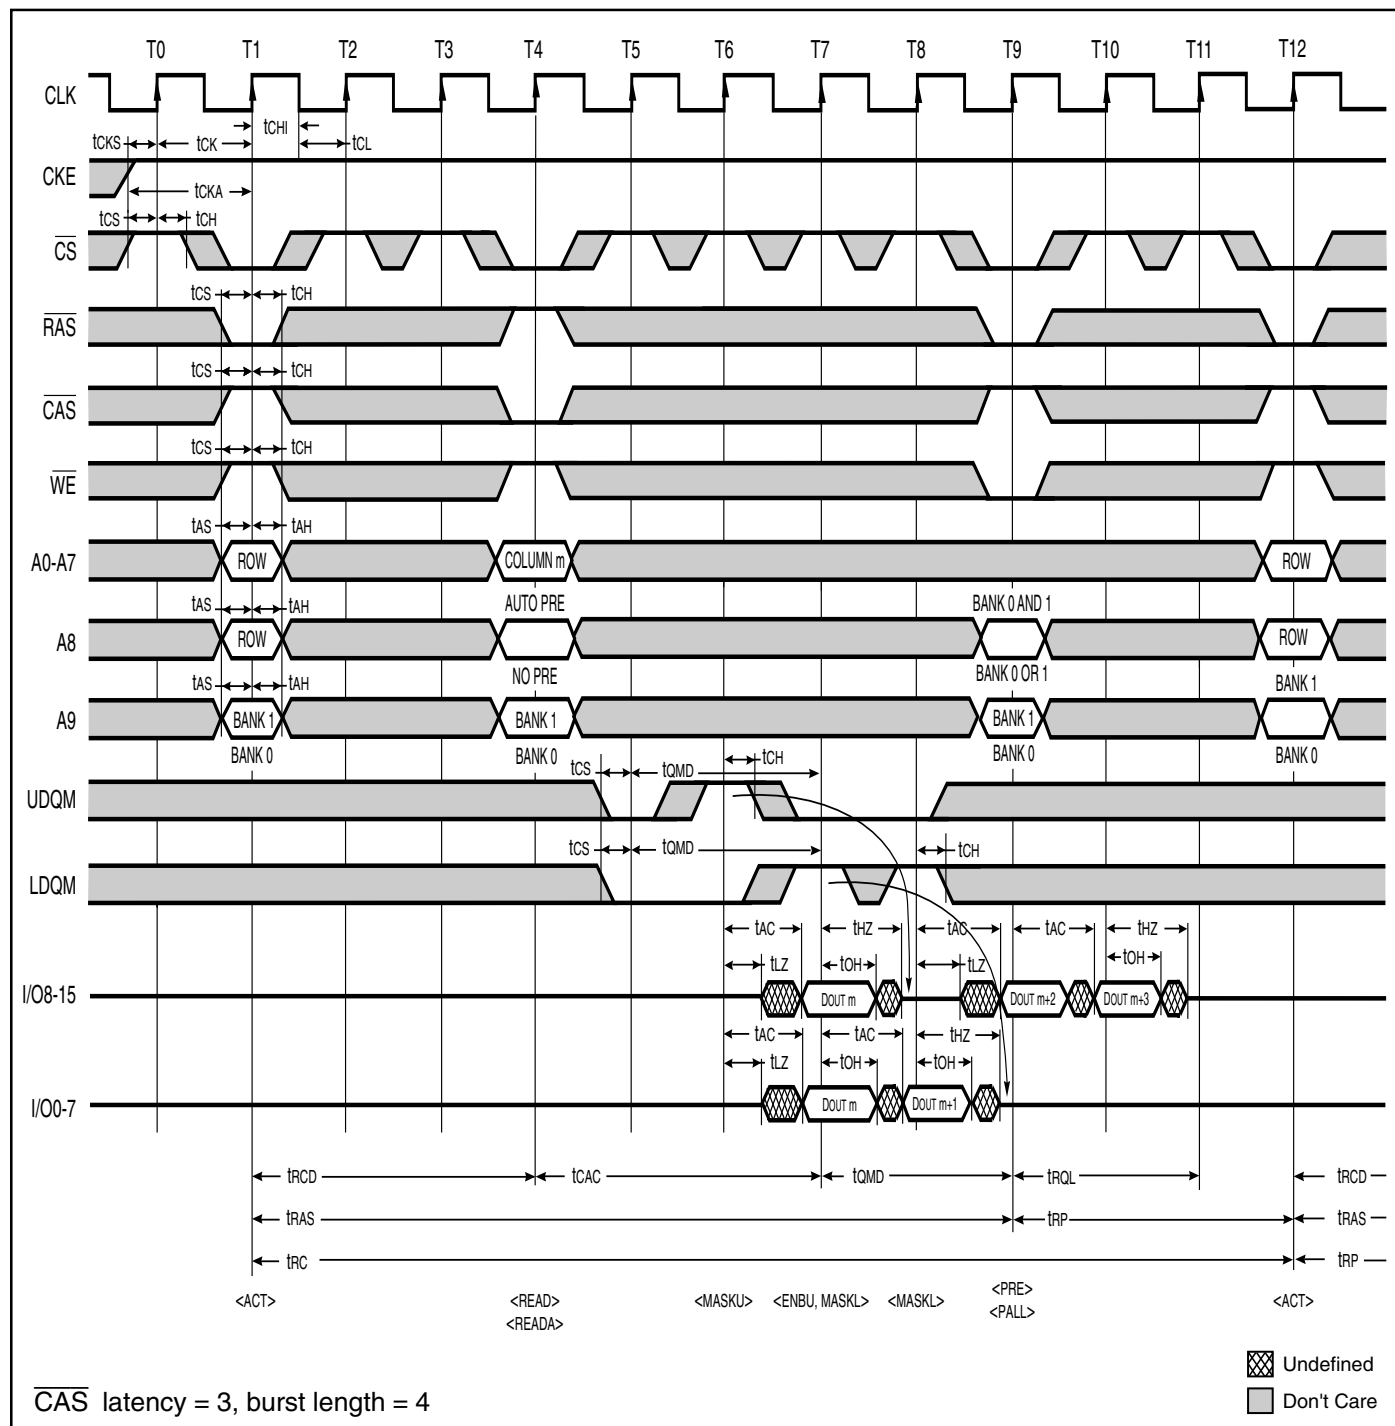 T0 T1 T2 T3 T4 T5 T6 T7 T8 T9 T10 T11 T12
CLK
tCHI
tCKS tCK tCL
CKE
tCKA
tCS tCH
CS
tCS tCH
RAS
tCS tCH
CAS
tCS tCH
WE
tAS tAH
A0-A7 ROW COLUMN m ROW
tAS tAH AUTO PRE BANK 0 AND 1
A8 ROW ROW
NO PRE BANK 0 OR 1
tAS tAH BANK 1
A9 BANK 1 BANK 1 BANK 1
BANK 0 BANK 0 BANK 0 BANK 0
tCS tQMD tCH
UDQM
tCS tQMD tCH
LDQM
tAC tHZ tAC tAC tHZ
tLZ tOH tLZ tOH
I/O8-15 DOUT m DOUT m+2 DOUT m+3
tAC tAC tHZ
tLZ tOH tOH
I/O0-7 DOUT m DOUT m+1
tRCD tCAC tQMD tRQL tRCD
tRAS tRP tRAS
tRC tRP
<ACT> <READ> <MASKU> <ENBU, MASKL> <MASKL> <PRE> <ACT>
<READA> <PALL>
Undefined
CAS latency = 3, burst length = 4
Don't Care